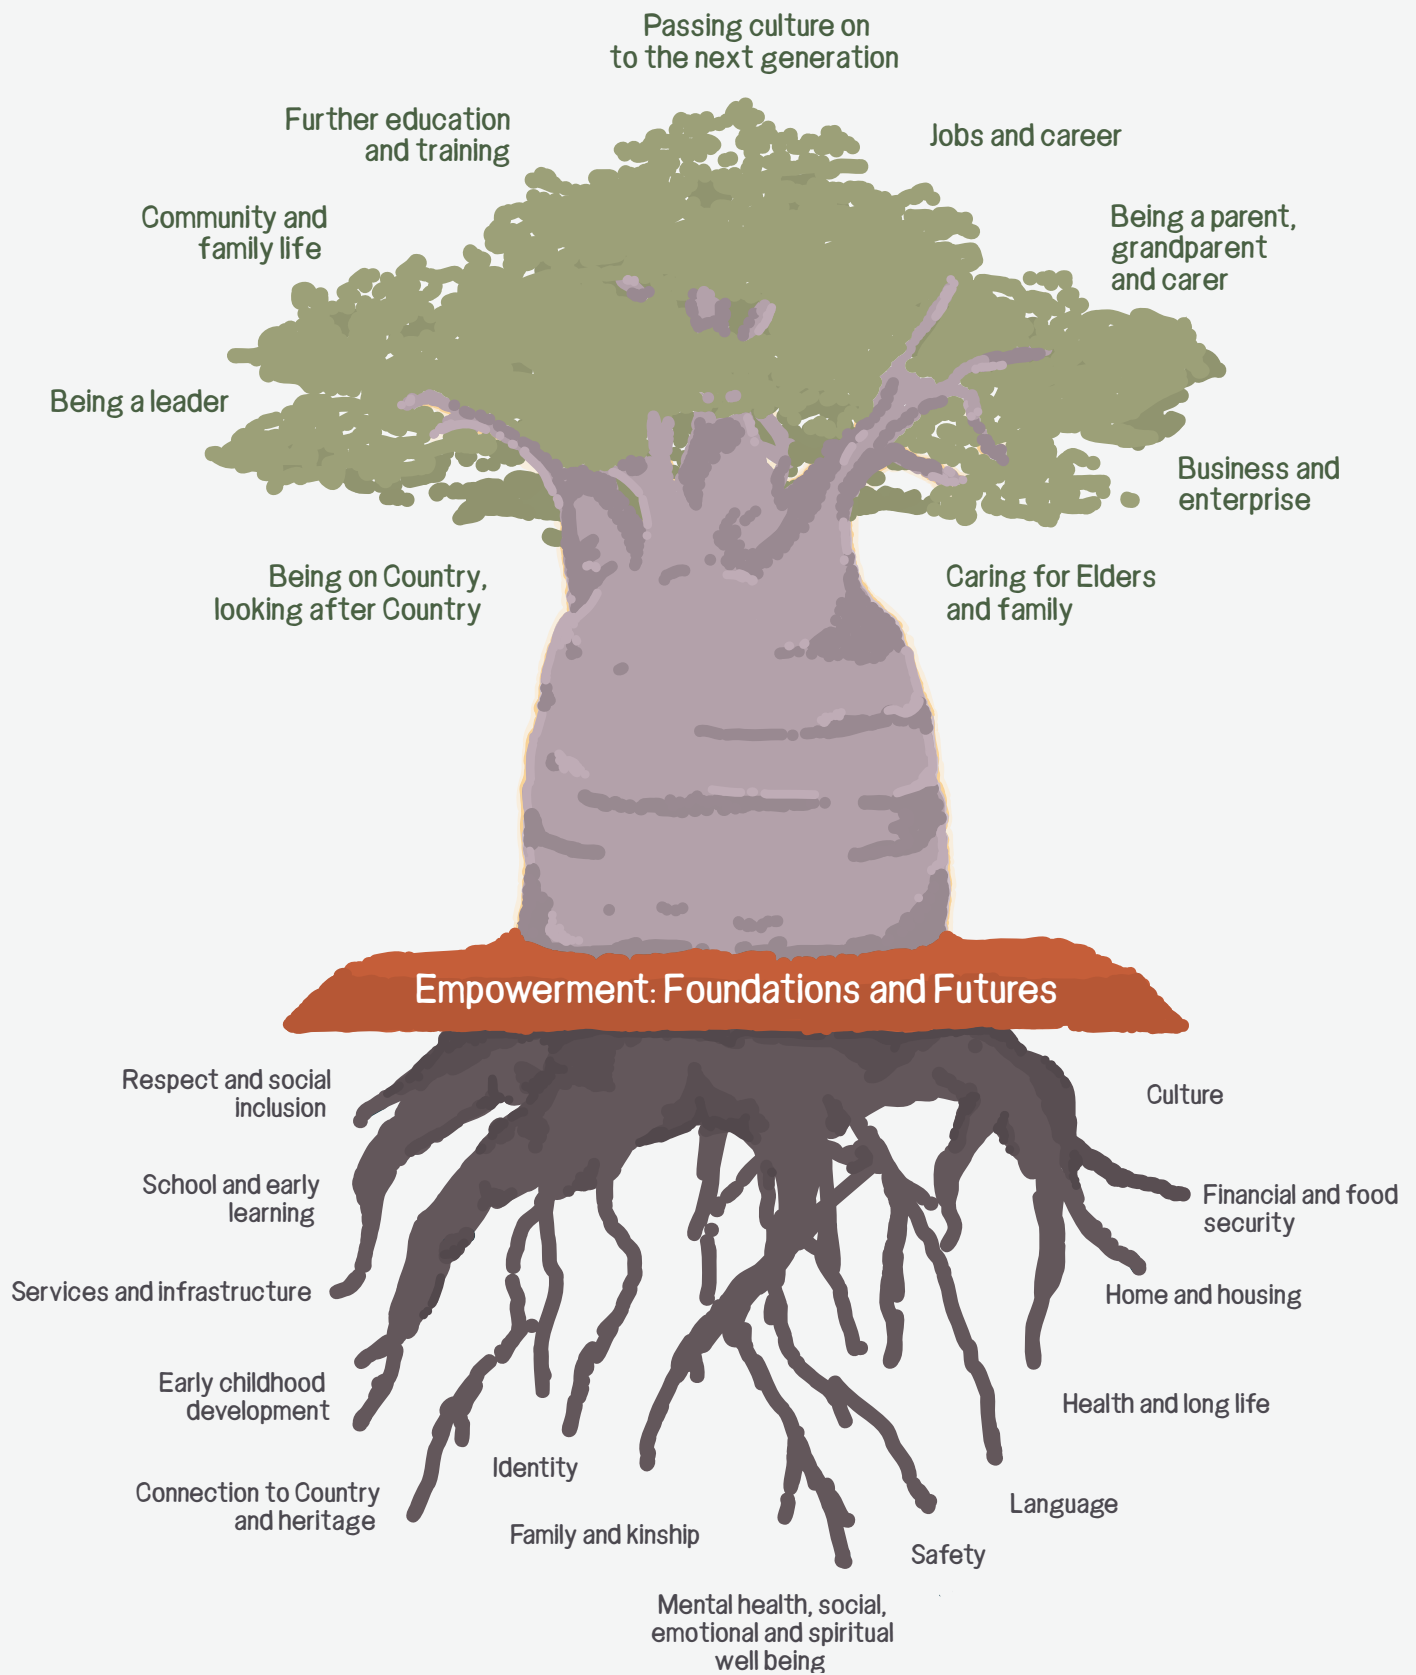 Passing culture on
to the next generation
Further education
and training
Jobs and career
Community and
family life
Being a parent,
grandparent
and carer
Being a leader
Business and
enterprise
Being on Country,
looking after Country
Caring for Elders
and family
Empowerment: Foundations and Futures
Respect and social
inclusion
Culture
School and early
learning
Financial and food
security
Services and infrastructure
Home and housing
Early childhood
development
Health and long life
Identity
Connection to Country
and heritage
Language
Family and kinship
Safety
Mental health, social,
emotional and spiritual
well being